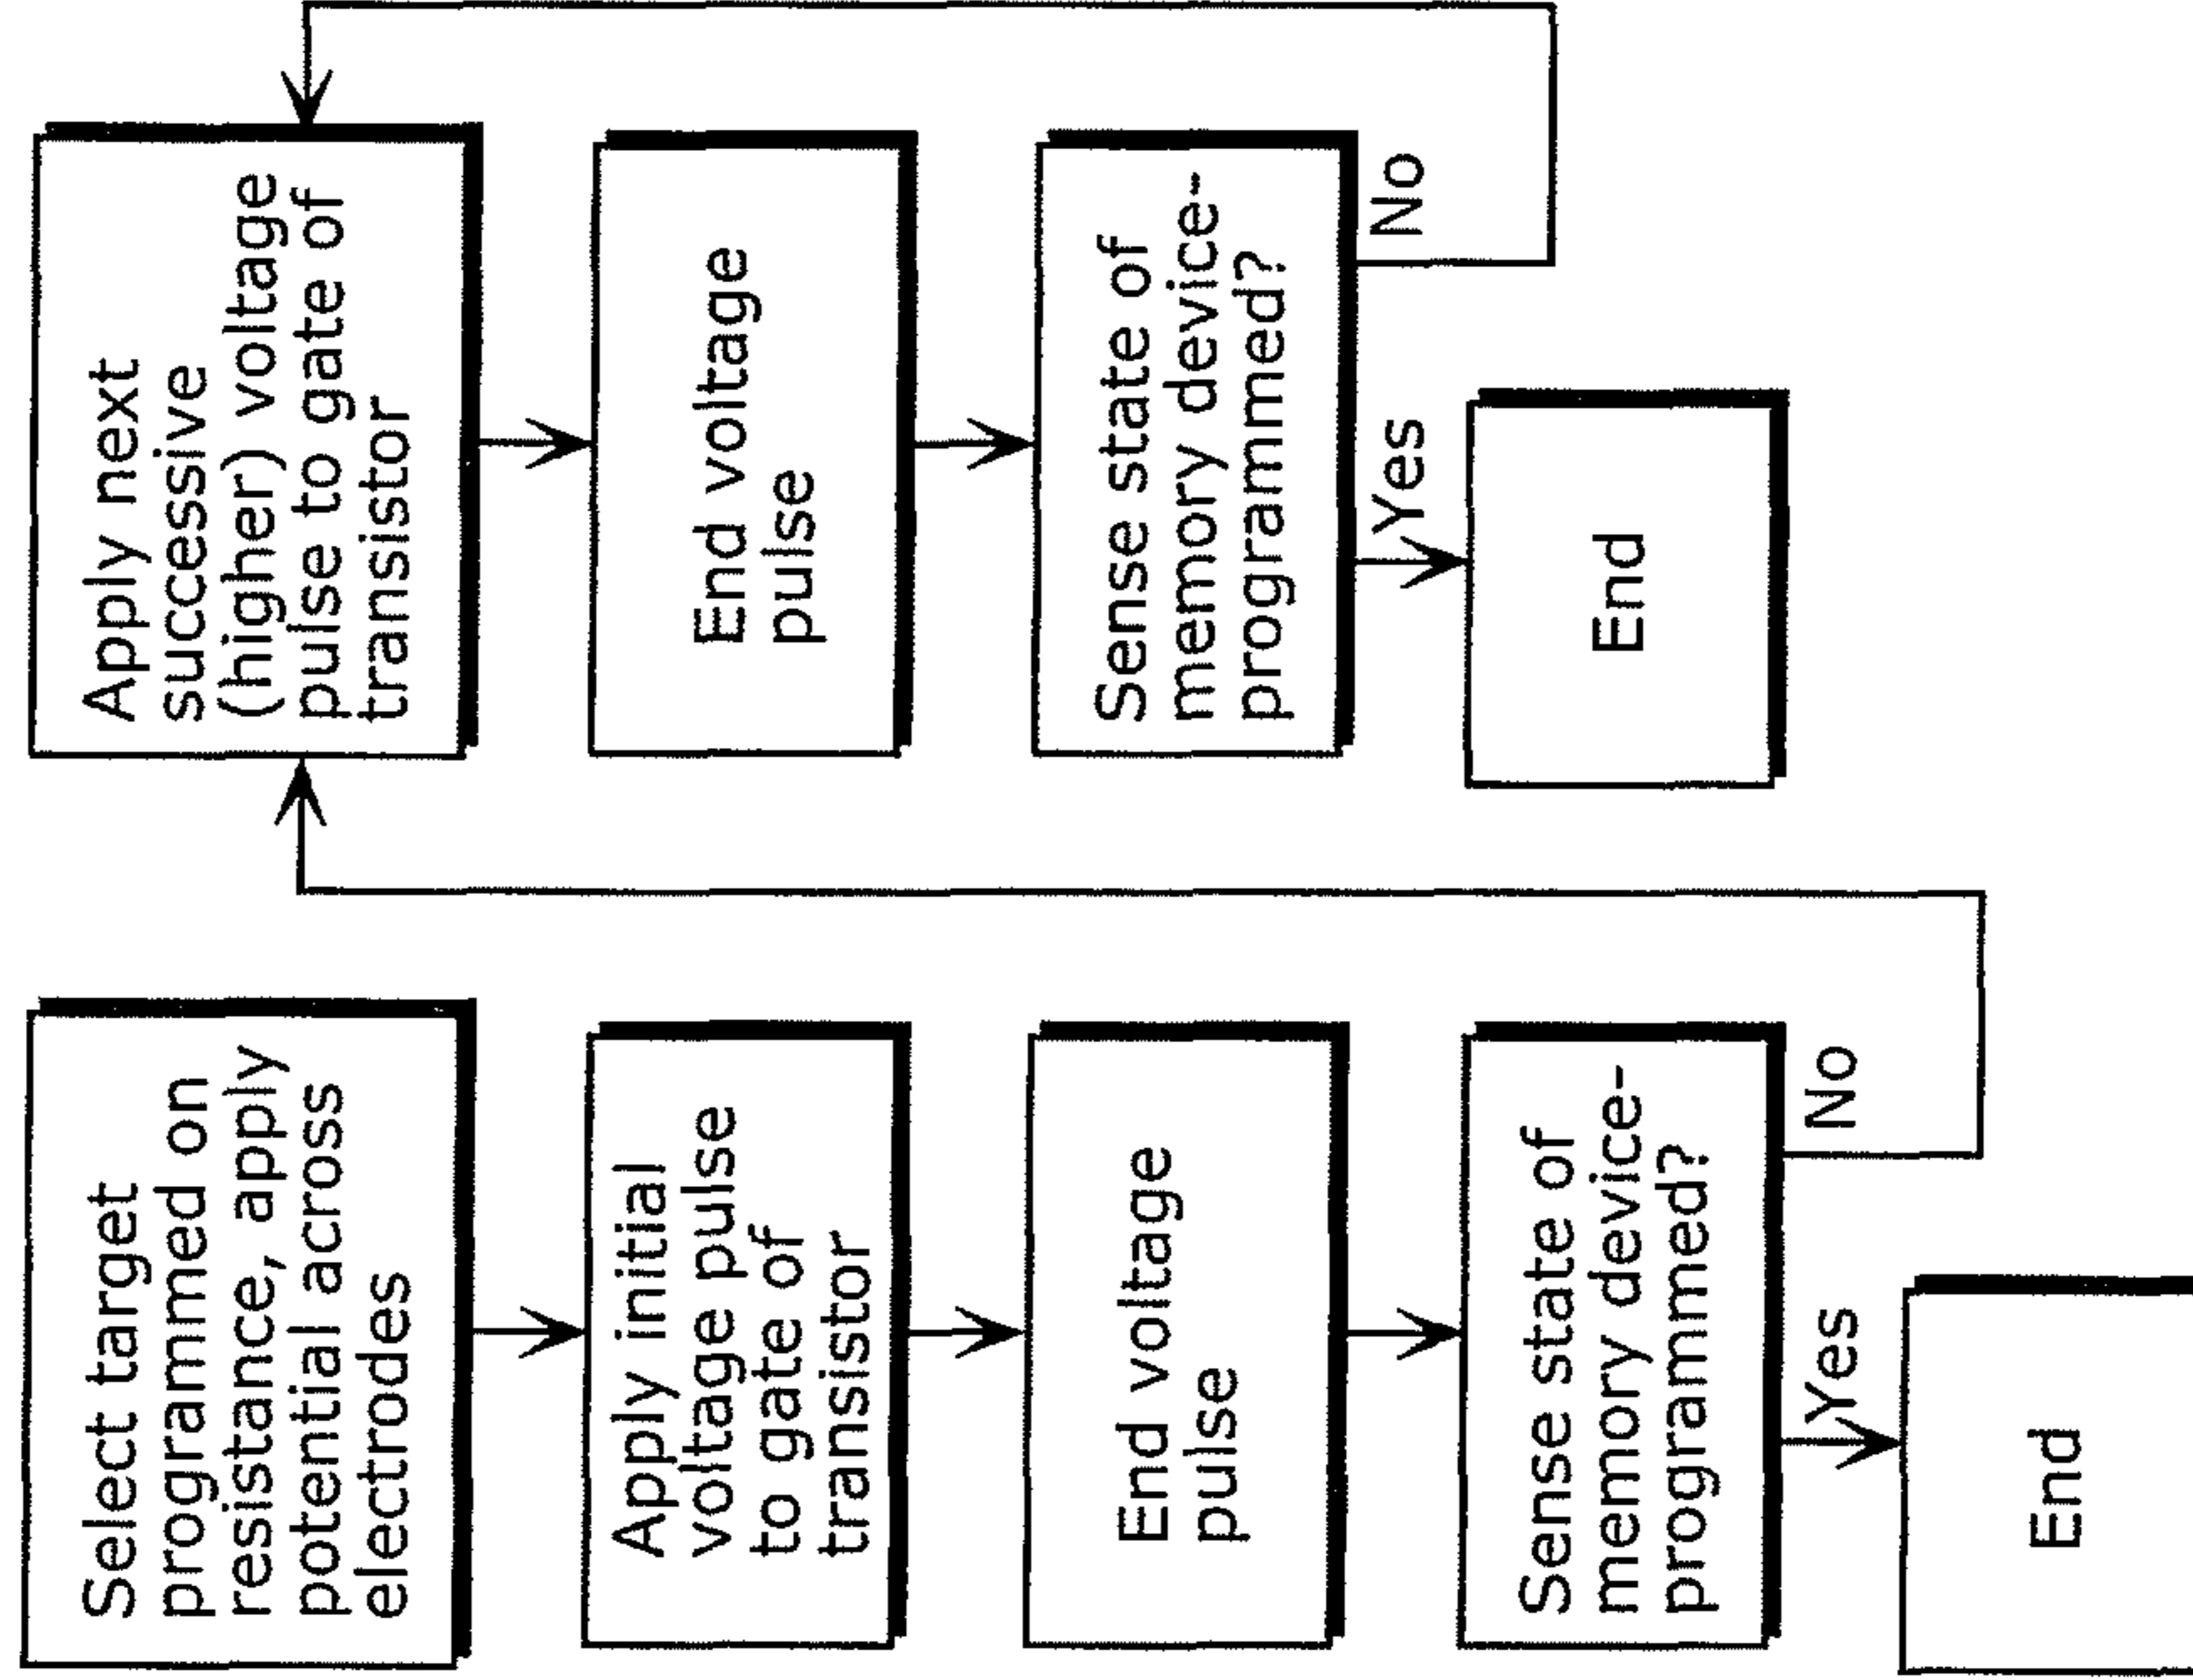 Select target
programmed on
resistance, apply
potential across
electrodes
Apply initial
voltage pulse
to gate of
transistor
End voltage
pulse
Sense state of
memory device-
programmed?
Yes
No
End
Apply next
successive
(higher) voltage
pulse to gate of
transistor
End voltage
pulse
Sense state of
memory device-
programmed?
Yes
No
End